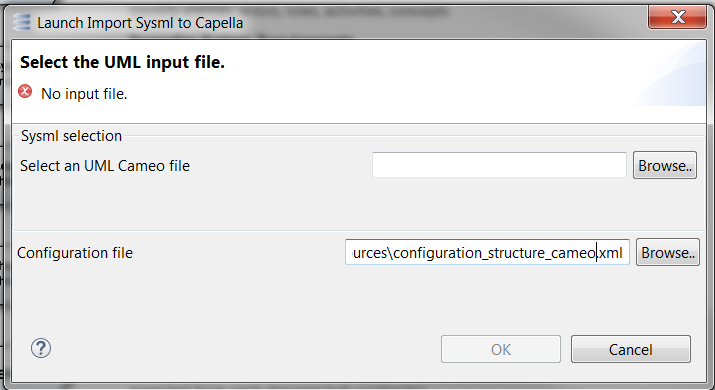 Launch Import Sysml to Capella
Select the UML input file.
No input file.
Sysml selection
Select an UML Cameo file
Browse..
Configuration file
urces\configuration_structure_cameo.xml
Browse..
?
OK
Cancel